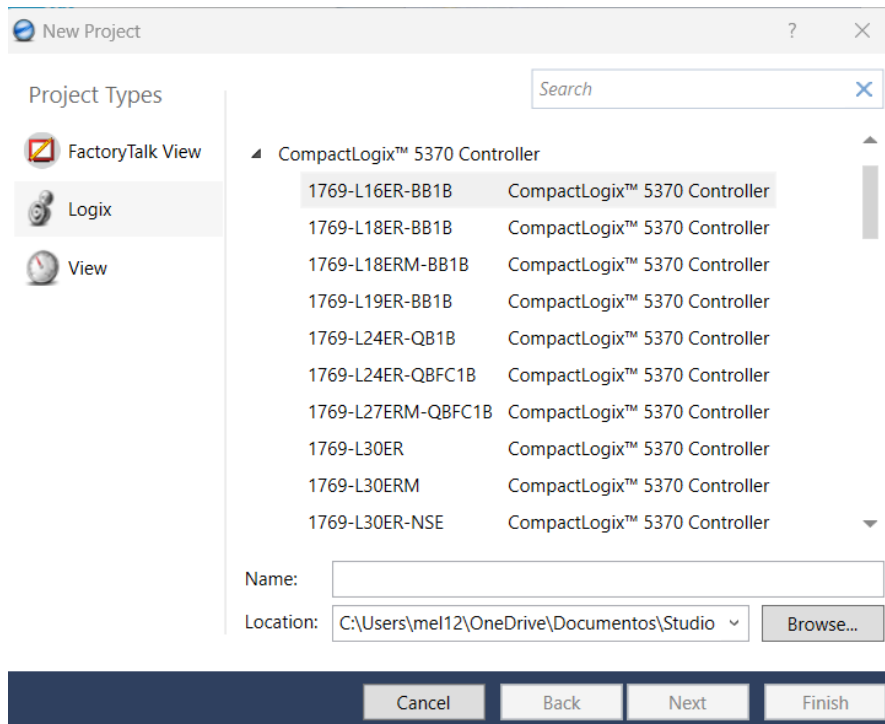 New Project
?
Project Types
Search
FactoryTalk View
Logix
View
CompactLogix™ 5370 Controller
1769-L16ER-BB1B CompactLogix™ 5370 Controller
1769-L18ER-BB1B CompactLogix™ 5370 Controller
1769-L18ERM-BB1B CompactLogix™ 5370 Controller
1769-L19ER-BB1B CompactLogix™ 5370 Controller
1769-L24ER-QB1B CompactLogix™ 5370 Controller
1769-L24ER-QBFC1B CompactLogix™ 5370 Controller
1769-L27ERM-QBFC1B CompactLogix™ 5370 Controller
1769-L30ER CompactLogix™ 5370 Controller
1769-L30ERM CompactLogix™ 5370 Controller
1769-L30ER-NSE CompactLogix™ 5370 Controller
Name:
Location: C:\Users\mel12\OneDrive\Documentos\Studio Browse...
Cancel Back Next Finish